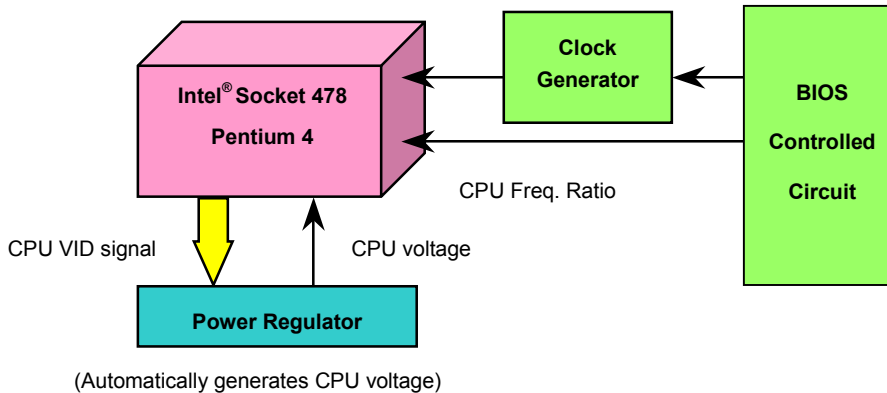 Intel® Socket 478
Pentium 4
Clock
Generator
BIOS
Controlled
Circuit
CPU Freq. Ratio
CPU VID signal
CPU voltage
Power Regulator
(Automatically generates CPU voltage)